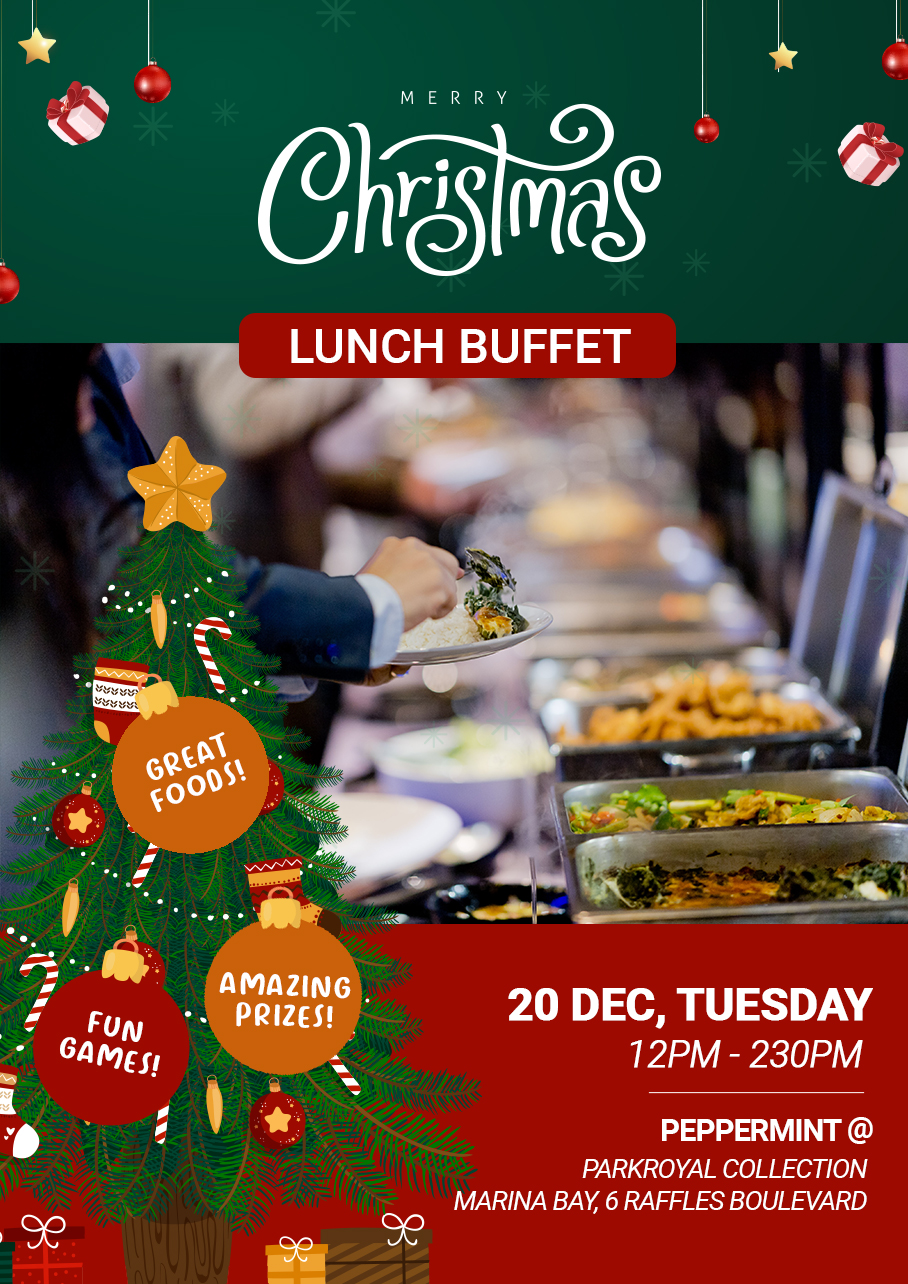 MERRY
Christmas
LUNCH BUFFET
GREAT
FOODS!
AMAZING
PRIZES!
FUN
GAMES!
20 DEC, TUESDAY
12PM - 230PM
PEPPERMINT @
PARKROYAL COLLECTION
MARINA BAY, 6 RAFFLES BOULEVARD